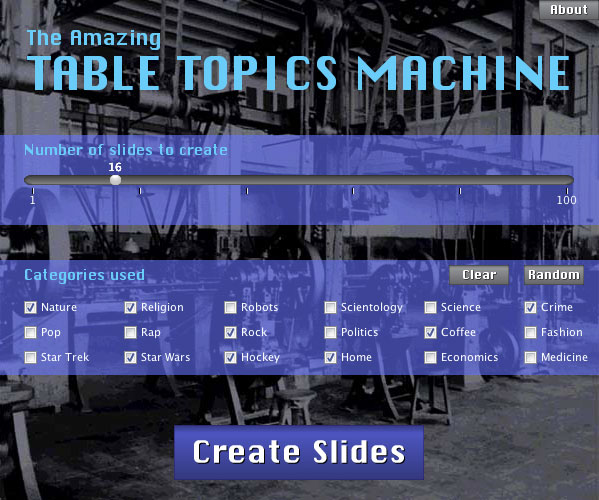 About
The Amazing
TABLE TOPICS MACHINE
Number of slides to create
16
1 100
Categories used Clear Random
Nature Religion Robots Scientology Science Crime
Pop Rap Rock Politics Coffee Fashion
Star Trek Star Wars Hockey Home Economics Medicine
Create Slides